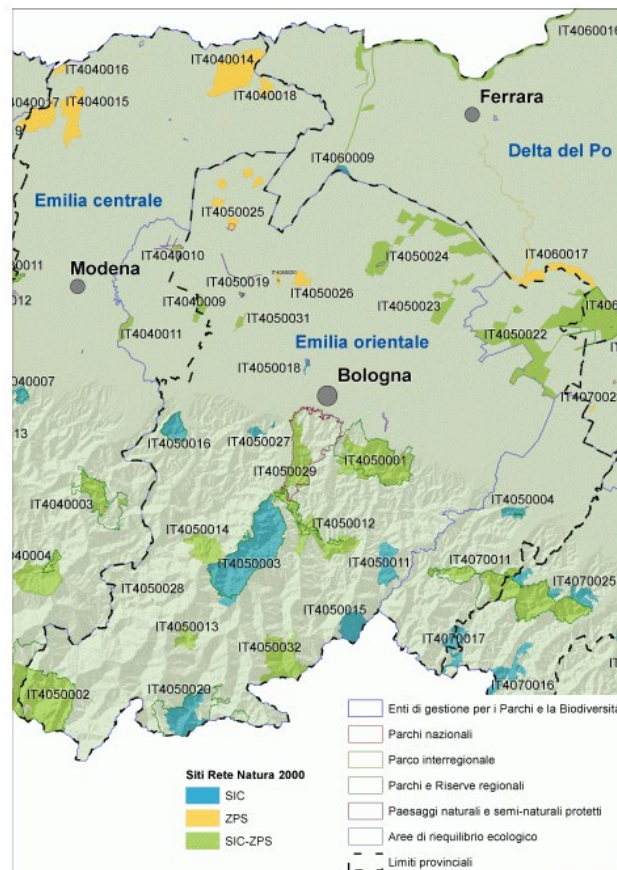 IT4060016
IT4040016
IT4040014
IT4040015
IT4040018
Ferrara
Delta del Po
IT4060009
Emilia centrale
IT4050025
IT4040010
IT4050024
IT4060017
Modena
IT4050019
IT4050026
IT4040009
IT4050023
IT4050031
IT4040011
IT4050022
Emilia orientale
IT4050018
Bologna
IT4050016
IT4050027
IT4050029
IT4050001
IT4040003
IT4050004
IT4050012
IT4050014
IT4050011
IT4070011
IT4050003
IT4050028
IT4070025
IT4050015
IT4050013
IT4070017
IT4050032
IT4070016
IT4050002
IT4050020
Enti di gestione per i Parchi e la Biodiversità
Parchi nazionali
Parco interregionale
Parchi e Riserve regionali
Paesaggi naturali e semi-naturali protetti
Aree di riequilibrio ecologico
Limiti provinciali
Siti Rete Natura 2000
SIC
ZPS
SIC-ZPS